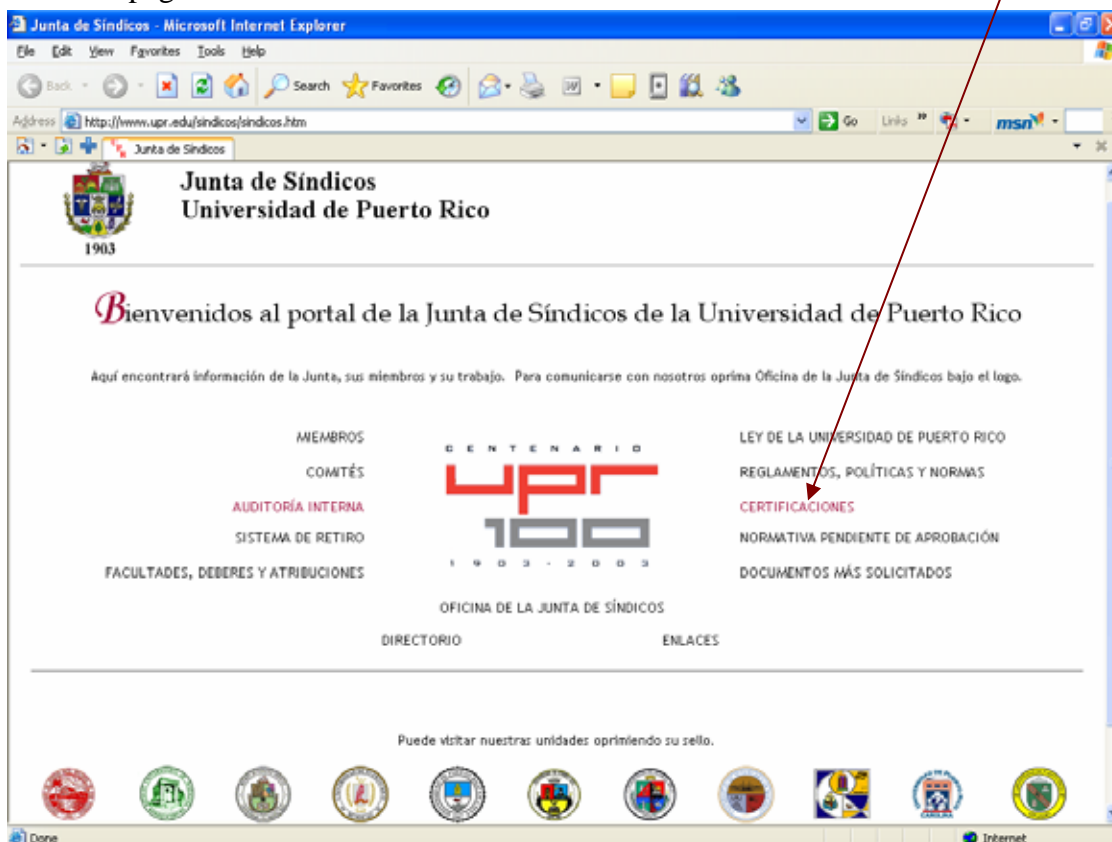 Junta de Síndicos - Microsoft Internet Explorer
File Edit View Favorites Tools Help
Back Search Favorites
Address http://www.upr.edu/sindicos/sindicos.htm Go Links » msn
Junta de Síndicos
Junta de Síndicos
Universidad de Puerto Rico
1903
Bienvenidos al portal de la Junta de Síndicos de la Universidad de Puerto Rico
Aquí encontrará información de la Junta, sus miembros y su trabajo. Para comunicarse con nosotros oprima Oficina de la Junta de Síndicos bajo el logo.
MIEMBROS
COMITÉS
AUDITORÍA INTERNA
SISTEMA DE RETIRO
FACULTADES, DEBERES Y ATRIBUCIONES
CENTENARIO
upr
100
1903-2003
LEY DE LA UNIVERSIDAD DE PUERTO RICO
REGLAMENTOS, POLÍTICAS Y NORMAS
CERTIFICACIONES
NORMATIVA PENDIENTE DE APROBACIÓN
DOCUMENTOS MÁS SOLICITADOS
OFICINA DE LA JUNTA DE SÍNDICOS
DIRECTORIO ENLACES
Puede visitar nuestras unidades oprimiendo su sello.
Done Internet